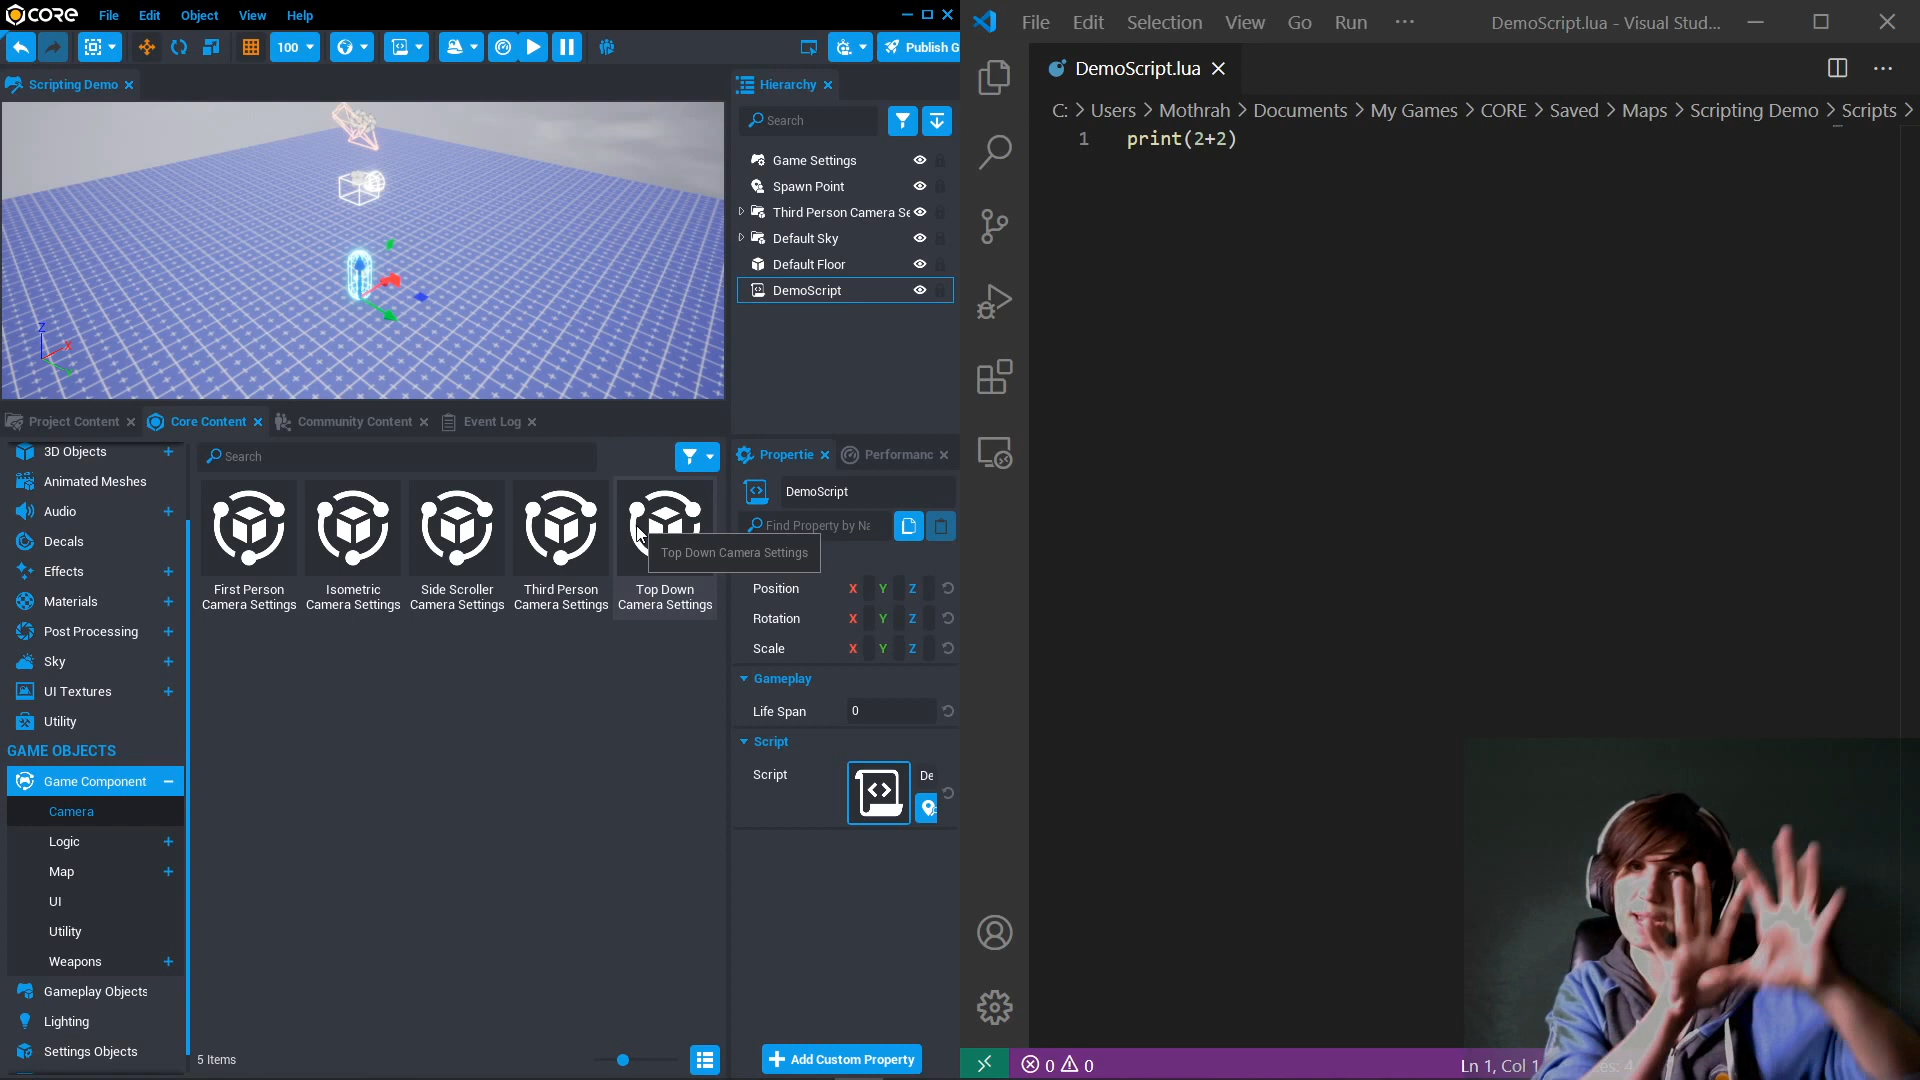 CORE File Edit Object View Help
100
Publish G
Scripting Demo
Hierarchy
Search
Game Settings
Spawn Point
Third Person Camera Se
Default Sky
Default Floor
DemoScript
Z
X
Project Content
Core Content
Community Content
Event Log
3D Objects
Animated Meshes
Audio
Decals
Effects
Materials
Post Processing
Sky
UI Textures
Utility
GAME OBJECTS
Game Component
Camera
Logic
Map
UI
Utility
Weapons
Gameplay Objects
Lighting
Settings Objects
Search
First Person
Camera Settings
Isometric
Camera Settings
Side Scroller
Camera Settings
Third Person
Camera Settings
Top Down
Camera Settings
Top Down Camera Settings
5 Items
Propertie
Performanc
DemoScript
Find Property by Na
Position X Y Z
Rotation X Y Z
Scale X Y Z
Gameplay
Life Span 0
Script
Script De
Add Custom Property
File Edit Selection View Go Run ··· DemoScript.lua - Visual Stud...
DemoScript.lua
C: > Users > Mothrah > Documents > My Games > CORE > Saved > Maps > Scripting Demo > Scripts >
1 print(2+2)
0 0
Ln 1, Col 1